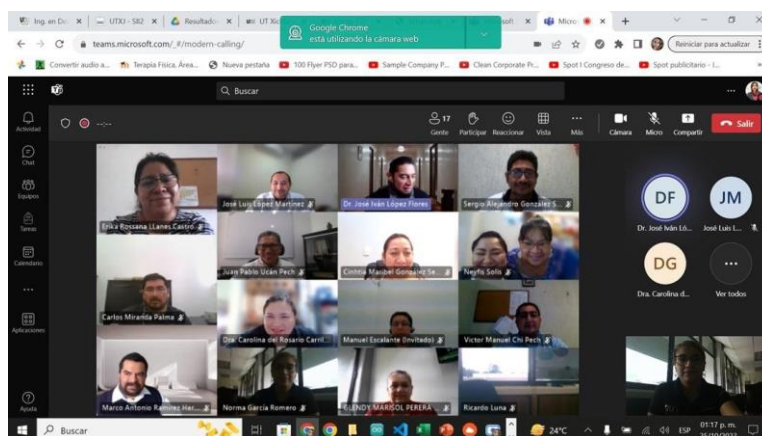 Ing. en De
UTXJ - S82
Resultado
UT Xic
Micro
Google Chrome
está utilizando la cámara web
teams.microsoft.com/_#/modern-calling/
Reiniciar para actualizar
Convertir audio a...
Terapia Física, Área...
Nueva pestaña
100 Flyer PSD para...
Sample Company P...
Clean Corporate Pr...
Spot I Congreso de...
Spot publicitario - I...
Buscar
Actividad
Chat
Equipos
Tareas
Calendario
Aplicaciones
Ayuda
--:--
17
Gente
Participar
Reaccionar
Vista
Más
Cámara
Micro
Compartir
Salir
Erika Rossana LLanes Castro
José Luis López Martínez
Dr. José Iván López Flores
Sergio Alejandro González S...
Juan Pablo Ucán Pech
Cinhtia Maribel González Se...
Neyfis Solis
Carlos Miranda Palma
Dra. Carolina del Rosario Carril...
Manuel Escalante (Invitado)
Victor Manuel Chi Pech
Marco Antonio Ramírez Her...
Norma García Romero
GLENDY MARISOL PERERA
Ricardo Luna
DF
Dr. José Iván Ló...
JM
José Luis L...
DG
Dra. Carolina d...
Ver todos
Buscar
24°C
ESP
01:17 p. m.